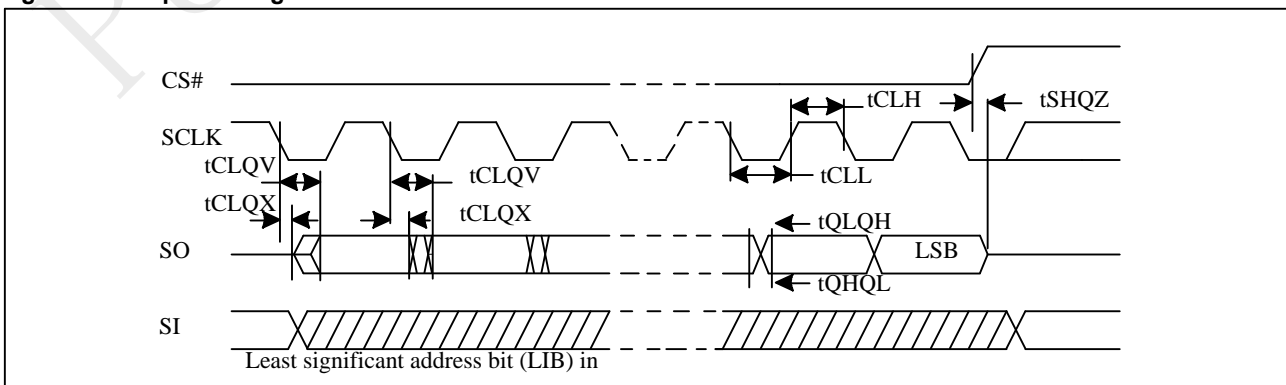 CS#
tCLH
tSHQZ
SCLK
tCLQV
tCLQV
tCLL
tCLQX
tCLQX
tQLQH
SO
LSB
tQHQL
SI
Least significant address bit (LIB) in